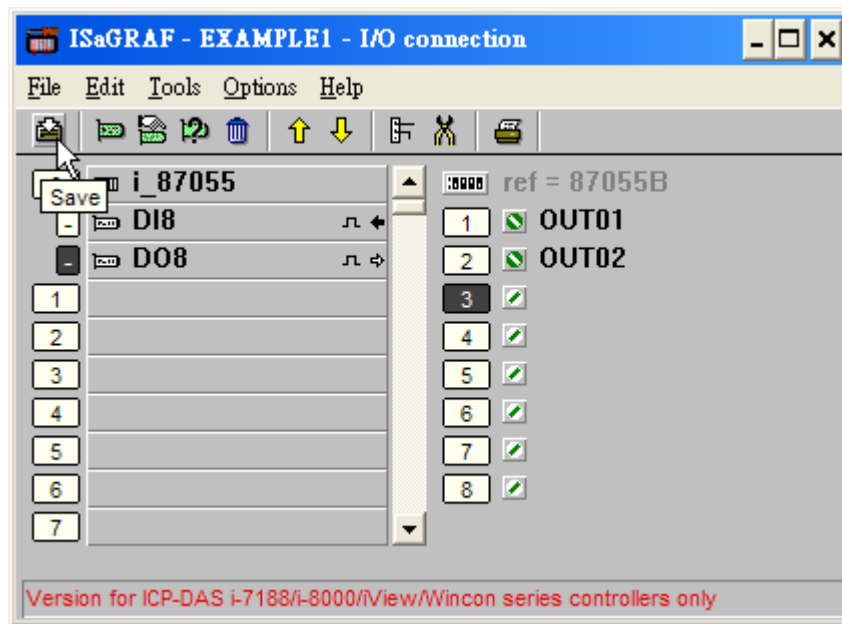 ISaGRAF - EXAMPLE1 - I/O connection
File Edit Tools Options Help
i_87055
Save
DI8
DO8
1
2
3
4
5
6
7
ref = 87055B
1 OUT01
2 OUT02
3
4
5
6
7
8
Version for ICP-DAS i-7188/i-8000/iView/Wincon series controllers only